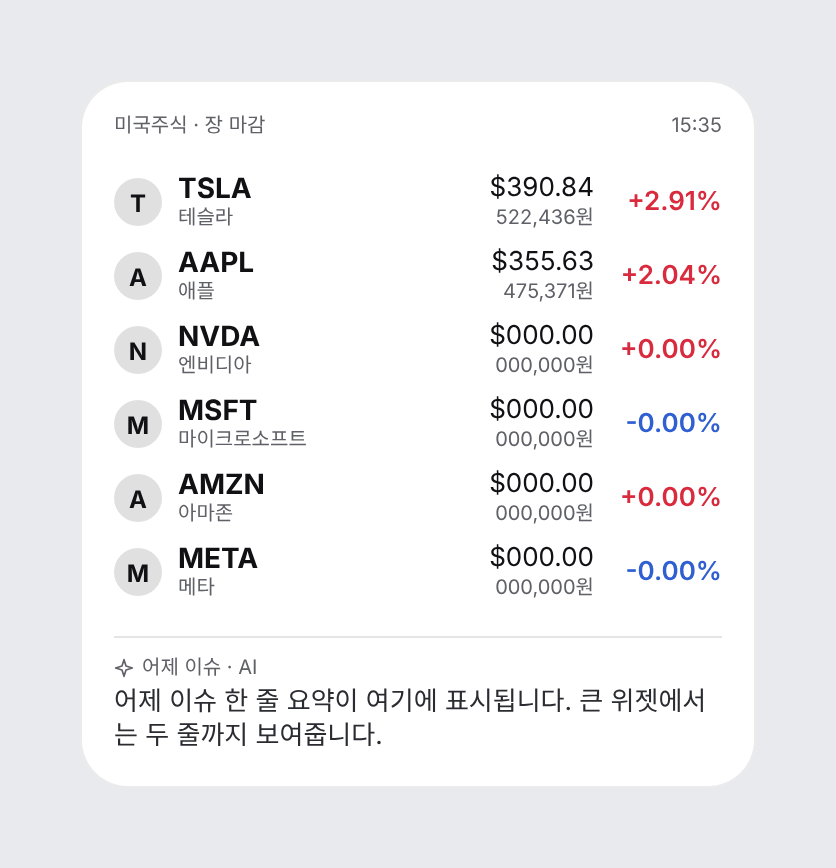 미국주식 · 장 마감 15:35
T TSLA $390.84 +2.91%
테슬라 522,436원
A AAPL $355.63 +2.04%
애플 475,371원
N NVDA $000.00 +0.00%
엔비디아 000,000원
M MSFT $000.00 -0.00%
마이크로소프트 000,000원
A AMZN $000.00 +0.00%
아마존 000,000원
M META $000.00 -0.00%
메타 000,000원
어제 이슈 · AI
어제 이슈 한 줄 요약이 여기에 표시됩니다. 큰 위젯에서
는 두 줄까지 보여줍니다.